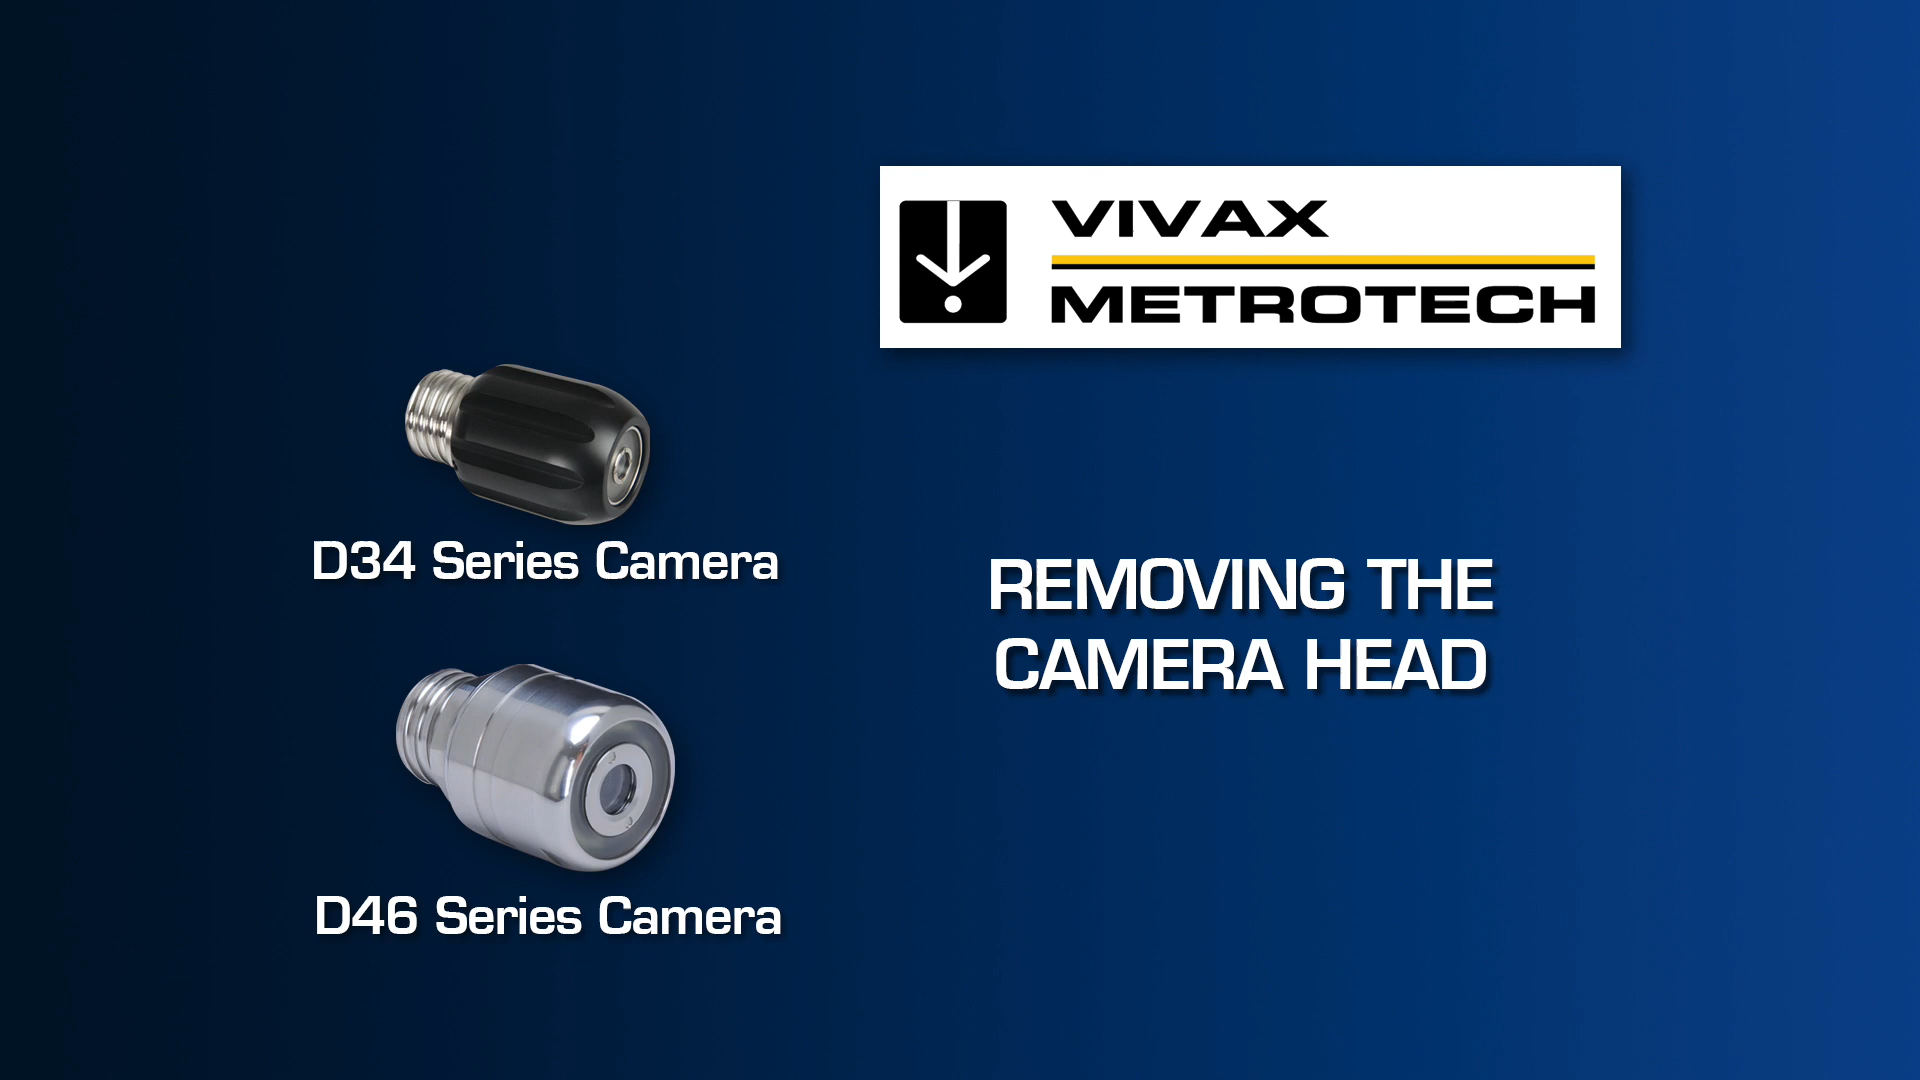 VIVAX
METROTECH
D34 Series Camera
REMOVING THE
CAMERA HEAD
D46 Series Camera